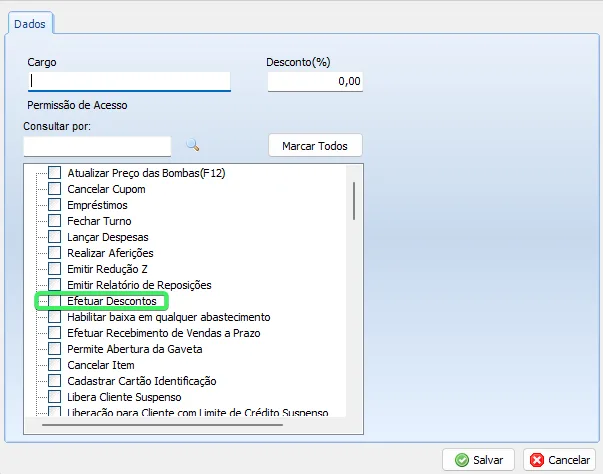 Dados
Cargo Desconto(%)
0,00
Permissão de Acesso
Consultar por:
Marcar Todos
Atualizar Preço das Bombas(F12)
Cancelar Cupom
Empréstimos
Fechar Turno
Lançar Despesas
Realizar Aferições
Emitir Redução Z
Emitir Relatório de Reposições
Efetuar Descontos
Habilitar baixa em qualquer abastecimento
Efetuar Recebimento de Vendas a Prazo
Permite Abertura da Gaveta
Cancelar Item
Cadastrar Cartão Identificação
Libera Cliente Suspenso
Liberação para Cliente com Limite de Crédito Suspenso
Salvar Cancelar